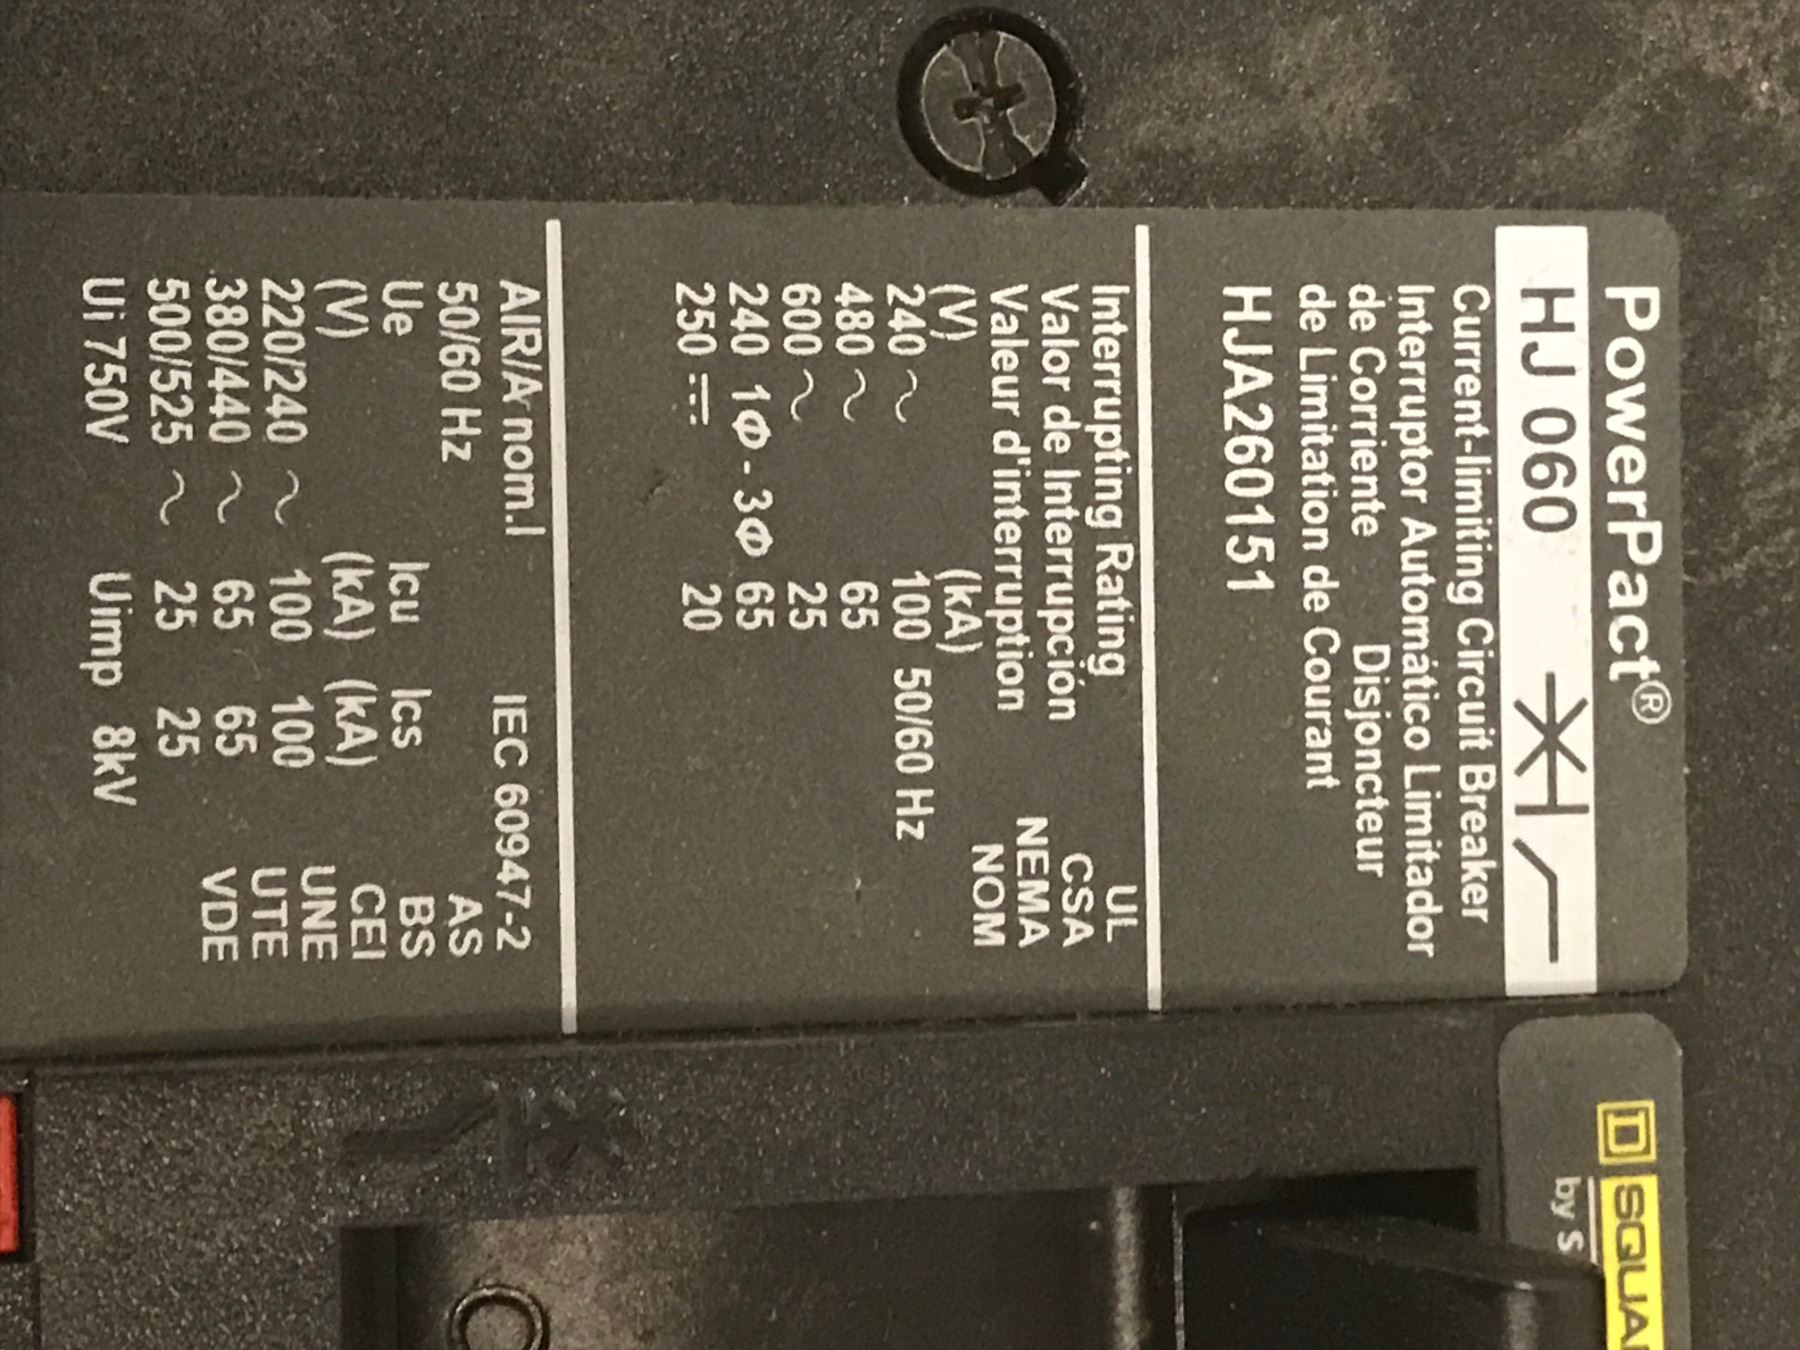 PowerPact®
HJ 060
Current-limiting Circuit Breaker
Interruptor Automático Limitador
de Corriente Disjoncteur
de Limitation de Courant
HJA260151
Interrupting Rating UL
Valor de Interrupción CSA
Valeur d'interruption NEMA
(V) (kA) NOM
240 ~ 100 50/60 Hz
480 ~ 65
600 ~ 25
240 1Φ - 3Φ 65
250 ⎓ 20
AIR/A nom.I IEC 60947-2
50/60 Hz AS
Ue Icu Ics BS
(V) (kA) (kA) CEI
220/240 ~ 100 100 UNE
380/440 ~ 65 65 UTE
500/525 ~ 25 25 VDE
Ui 750V Uimp 8kV
D SQUA
by S